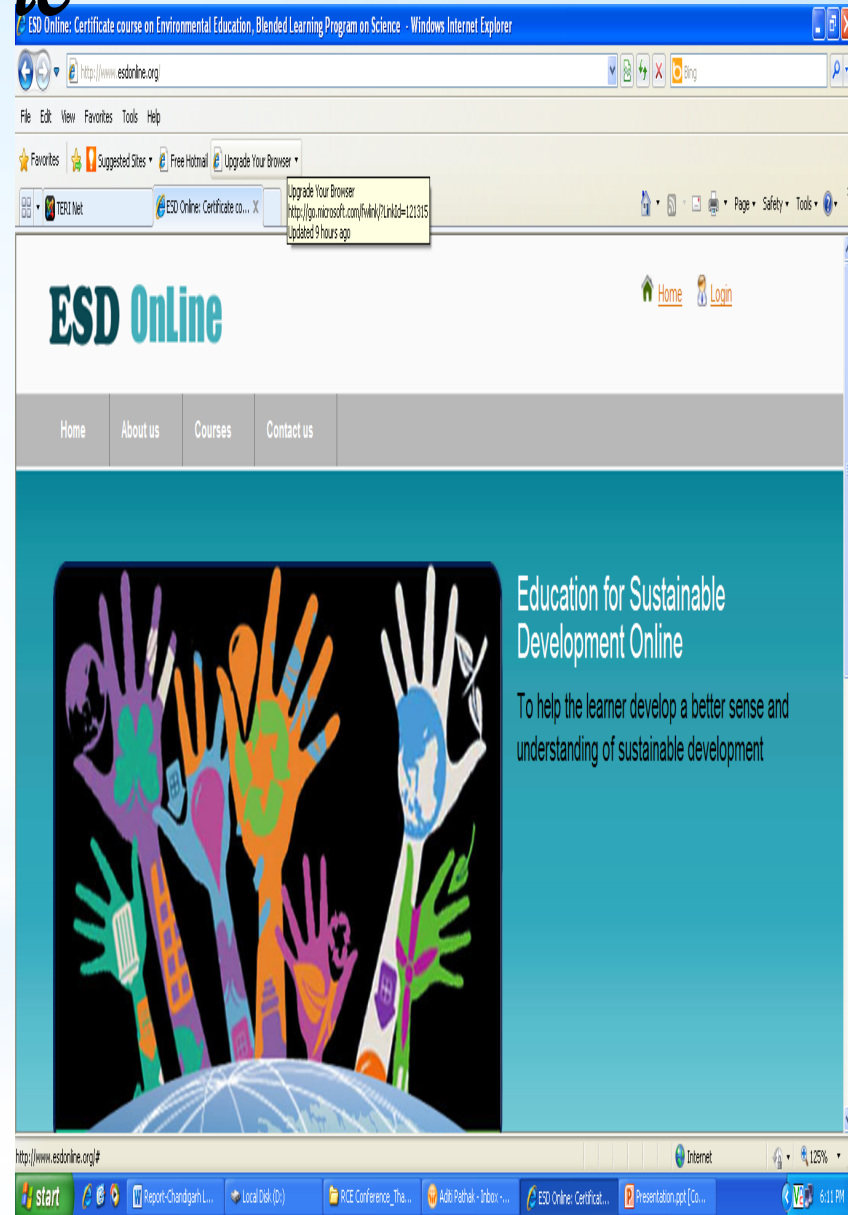 ESD Online: Certificate course on Environmental Education, Blended Learning Program on Science - Windows Internet Explorer
http://www.esdonline.org/
Bing
File Edit View Favorites Tools Help
Favorites Suggested Sites Free Hotmail Upgrade Your Browser
Upgrade Your Browser
http://go.microsoft.com/fwlink/?LinkId=121315
Updated 9 hours ago
TERI Net ESD Online: Certificate co... X
Page Safety Tools
ESD OnLine
Home Login
Home About us Courses Contact us
Education for Sustainable
Development Online
To help the learner develop a better sense and
understanding of sustainable development
http://www.esdonline.org/#
Internet 125%
start Report-Chandigarh L... Local Disk (D:) RCE Conference_Tha... Aditi Pathak - Inbox -... ESD Online: Certificat... Presentation.ppt [Co... 6:11 PM